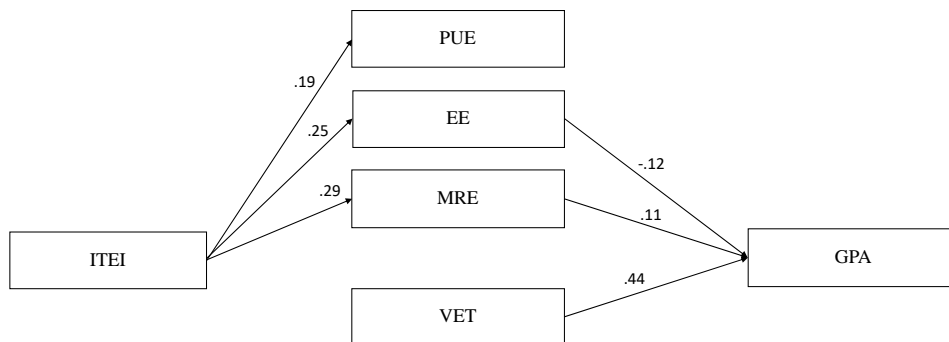 PUE
.19
EE
.25
-.12
.29
MRE
.11
ITEI
GPA
.44
VET